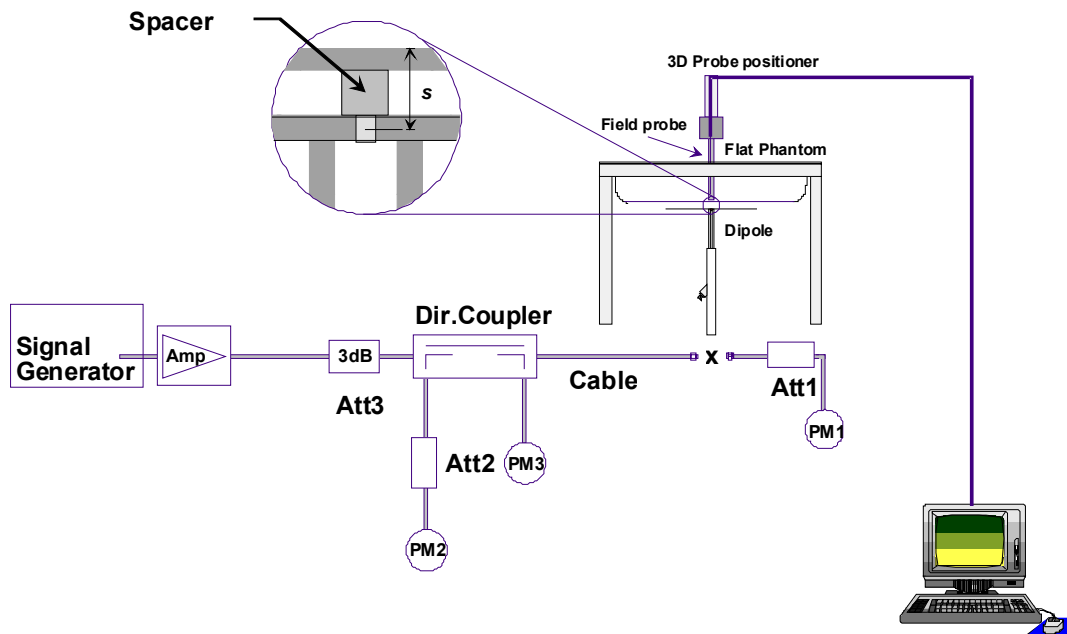 Spacer
s
3D Probe positioner
Field probe
Flat Phantom
Dipole
Dir.Coupler
Signal
Generator
Amp
3dB
Att3
Cable
x
Att1
PM1
Att2
PM3
PM2